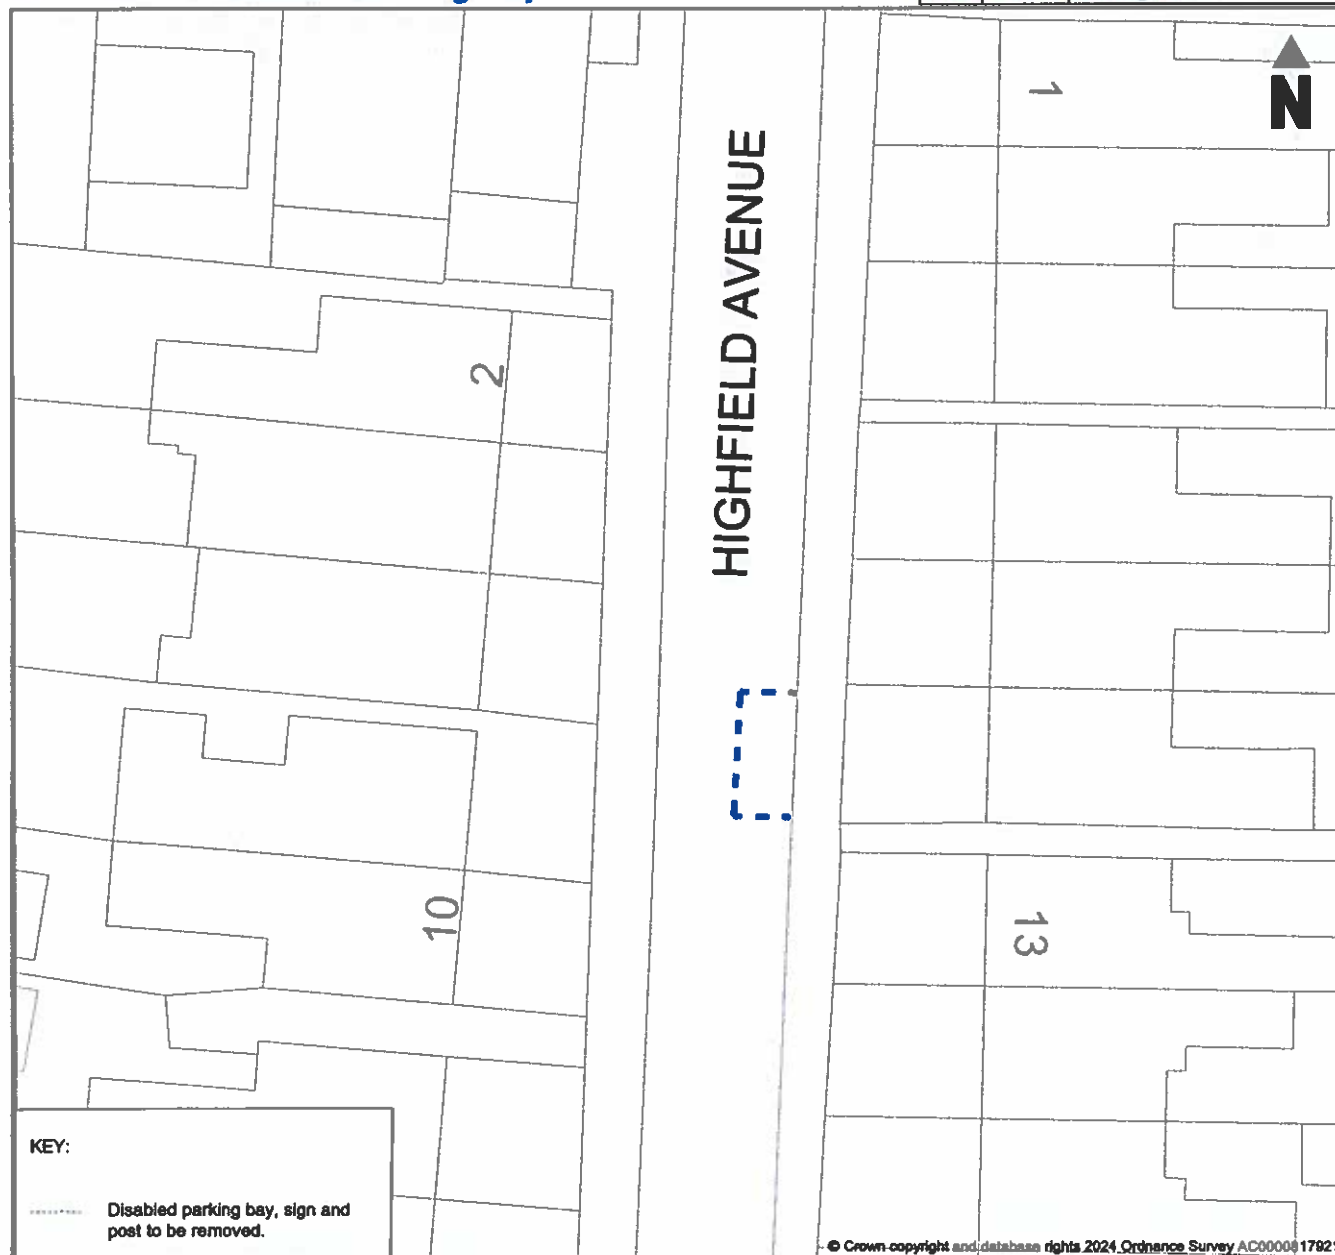 N
1
HIGHFIELD AVENUE
2
10
13
KEY:
Disabled parking bay, sign and
post to be removed.
© Crown copyright and database rights 2024 Ordnance Survey